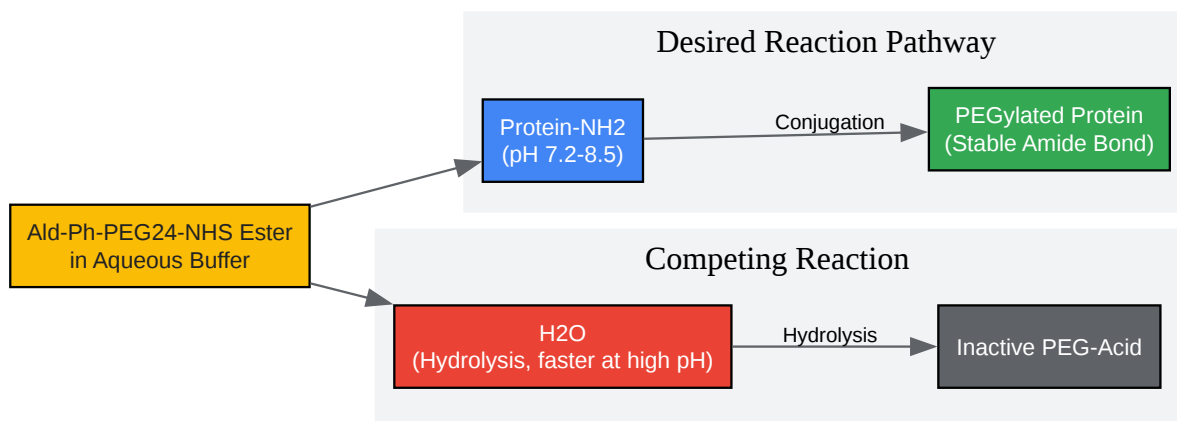 Desired Reaction Pathway
Protein-NH2
(pH 7.2-8.5)
Conjugation
PEGylated Protein
(Stable Amide Bond)
Ald-Ph-PEG24-NHS Ester
in Aqueous Buffer
Competing Reaction
H2O
(Hydrolysis, faster at high pH)
Hydrolysis
Inactive PEG-Acid